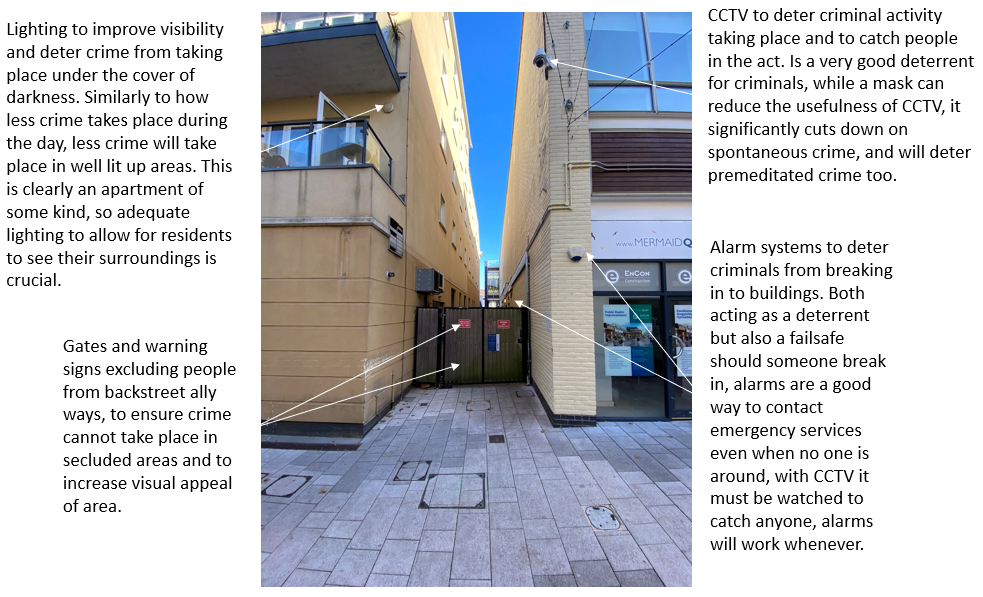 Lighting to improve visibility
and deter crime from taking
place under the cover of
darkness. Similarly to how
less crime takes place during
the day, less crime will take
place in well lit up areas. This
is clearly an apartment of
some kind, so adequate
lighting to allow for residents
to see their surroundings is
crucial.
Gates and warning
signs excluding people
from backstreet ally
ways, to ensure crime
cannot take place in
secluded areas and to
increase visual appeal
of area.
CCTV to deter criminal activity
taking place and to catch people
in the act. Is a very good deterrent
for criminals, while a mask can
reduce the usefulness of CCTV, it
significantly cuts down on
spontaneous crime, and will deter
premeditated crime too.
Alarm systems to deter
criminals from breaking
in to buildings. Both
acting as a deterrent
but also a failsafe
should someone break
in, alarms are a good
way to contact
emergency services
even when no one is
around, with CCTV it
must be watched to
catch anyone, alarms
will work whenever.
www.MERMAIDQ
e ENCON
Construction
e